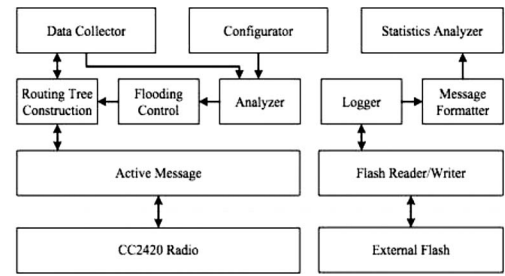 Data Collector
Configurator
Statistics Analyzer
Routing Tree
Construction
Flooding
Control
Analyzer
Logger
Message
Formatter
Active Message
Flash Reader/Writer
CC2420 Radio
External Flash